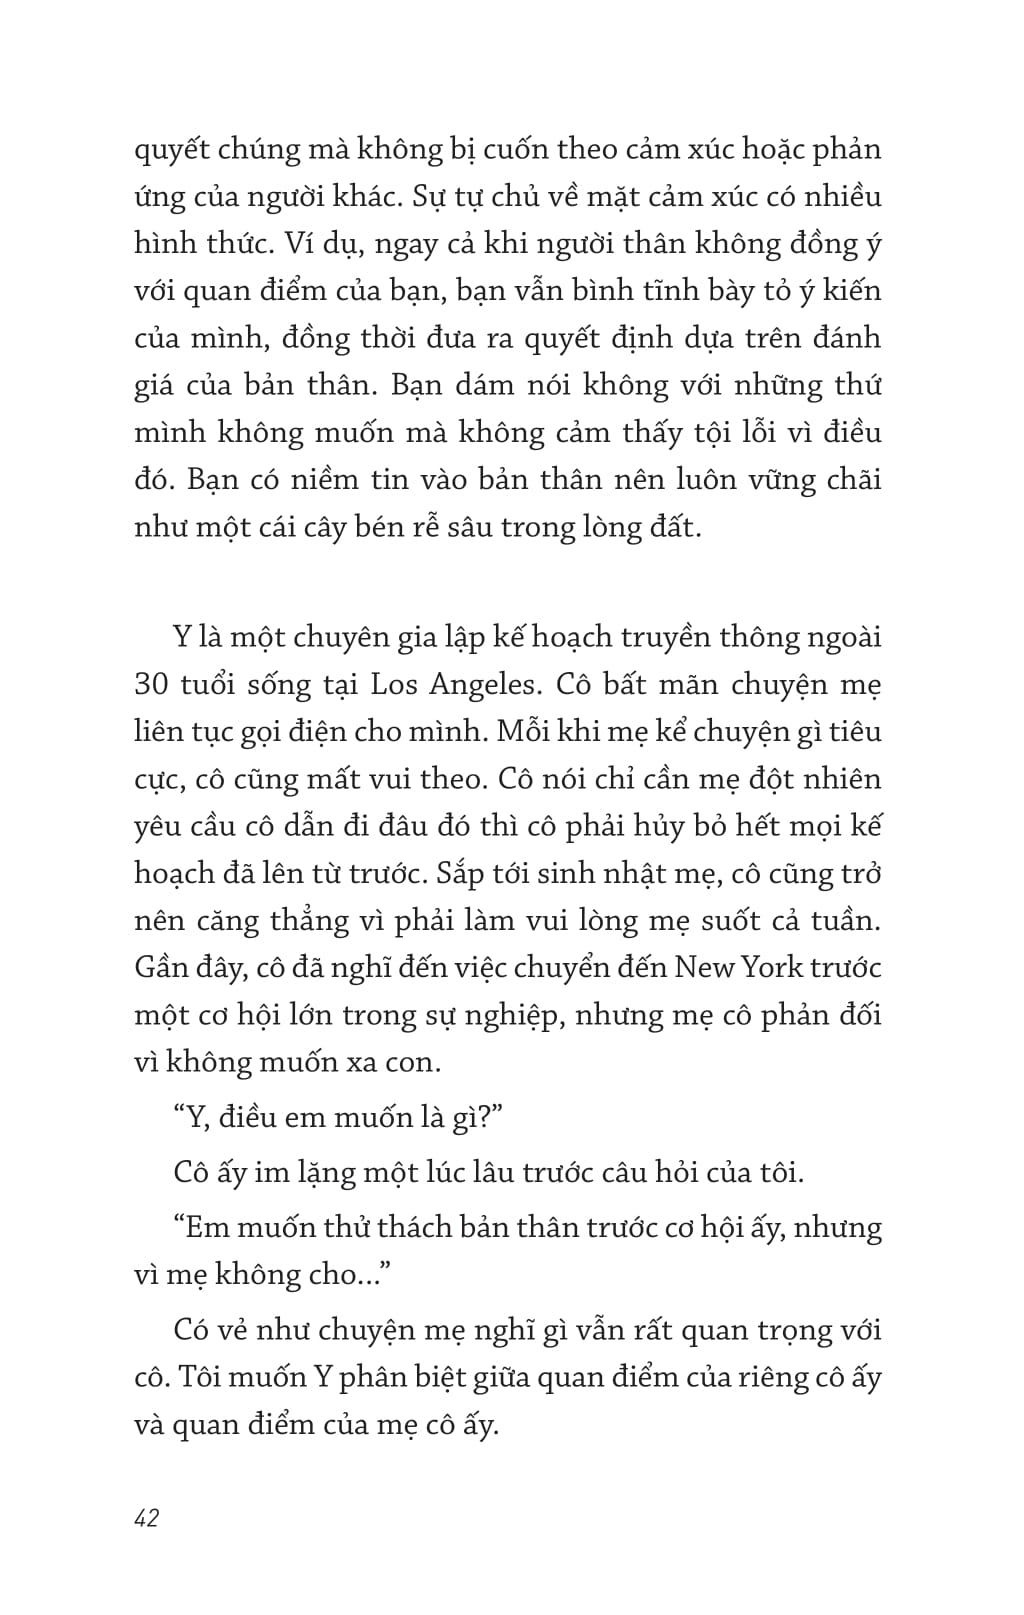 quyết chúng mà không bị cuốn theo cảm xúc hoặc phản
ứng của người khác. Sự tự chủ về mặt cảm xúc có nhiều
hình thức. Ví dụ, ngay cả khi người thân không đồng ý
với quan điểm của bạn, bạn vẫn bình tĩnh bày tỏ ý kiến
của mình, đồng thời đưa ra quyết định dựa trên đánh
giá của bản thân. Bạn dám nói không với những thứ
mình không muốn mà không cảm thấy tội lỗi vì điều
đó. Bạn có niềm tin vào bản thân nên luôn vững chãi
như một cái cây bén rễ sâu trong lòng đất.
Y là một chuyên gia lập kế hoạch truyền thông ngoài
30 tuổi sống tại Los Angeles. Cô bất mãn chuyện mẹ
liên tục gọi điện cho mình. Mỗi khi mẹ kể chuyện gì tiêu
cực, cô cũng mất vui theo. Cô nói chỉ cần mẹ đột nhiên
yêu cầu cô dẫn đi đâu đó thì cô phải hủy bỏ hết mọi kế
hoạch đã lên từ trước. Sắp tới sinh nhật mẹ, cô cũng trở
nên căng thẳng vì phải làm vui lòng mẹ suốt cả tuần.
Gần đây, cô đã nghĩ đến việc chuyển đến New York trước
một cơ hội lớn trong sự nghiệp, nhưng mẹ cô phản đối
vì không muốn xa con.
“Y, điều em muốn là gì?”
Cô ấy im lặng một lúc lâu trước câu hỏi của tôi.
“Em muốn thử thách bản thân trước cơ hội ấy, nhưng
vì mẹ không cho...”
Có vẻ như chuyện mẹ nghĩ gì vẫn rất quan trọng với
cô. Tôi muốn Y phân biệt giữa quan điểm của riêng cô ấy
và quan điểm của mẹ cô ấy.
42